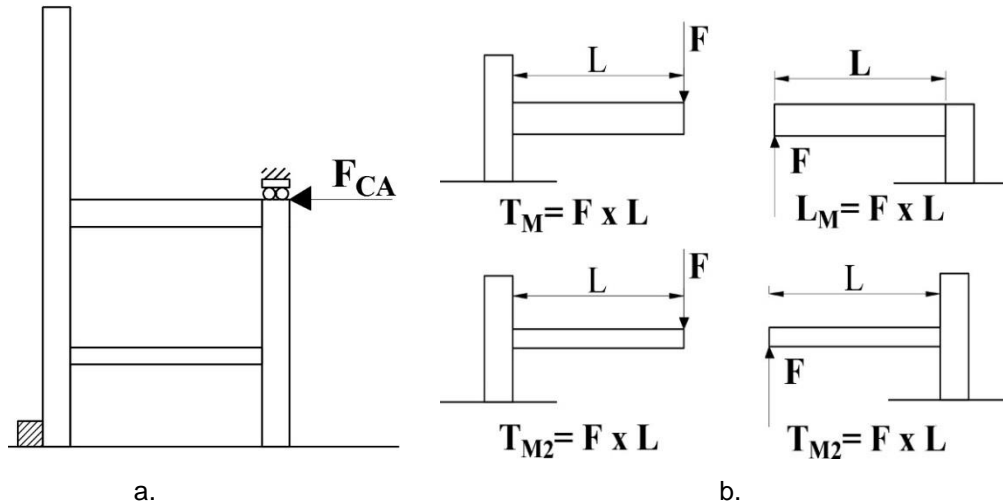 F_CA
F
L
T_M = F x L
L
F
L_M = F x L
F
L
T_M2 = F x L
L
F
T_M2 = F x L
a.
b.